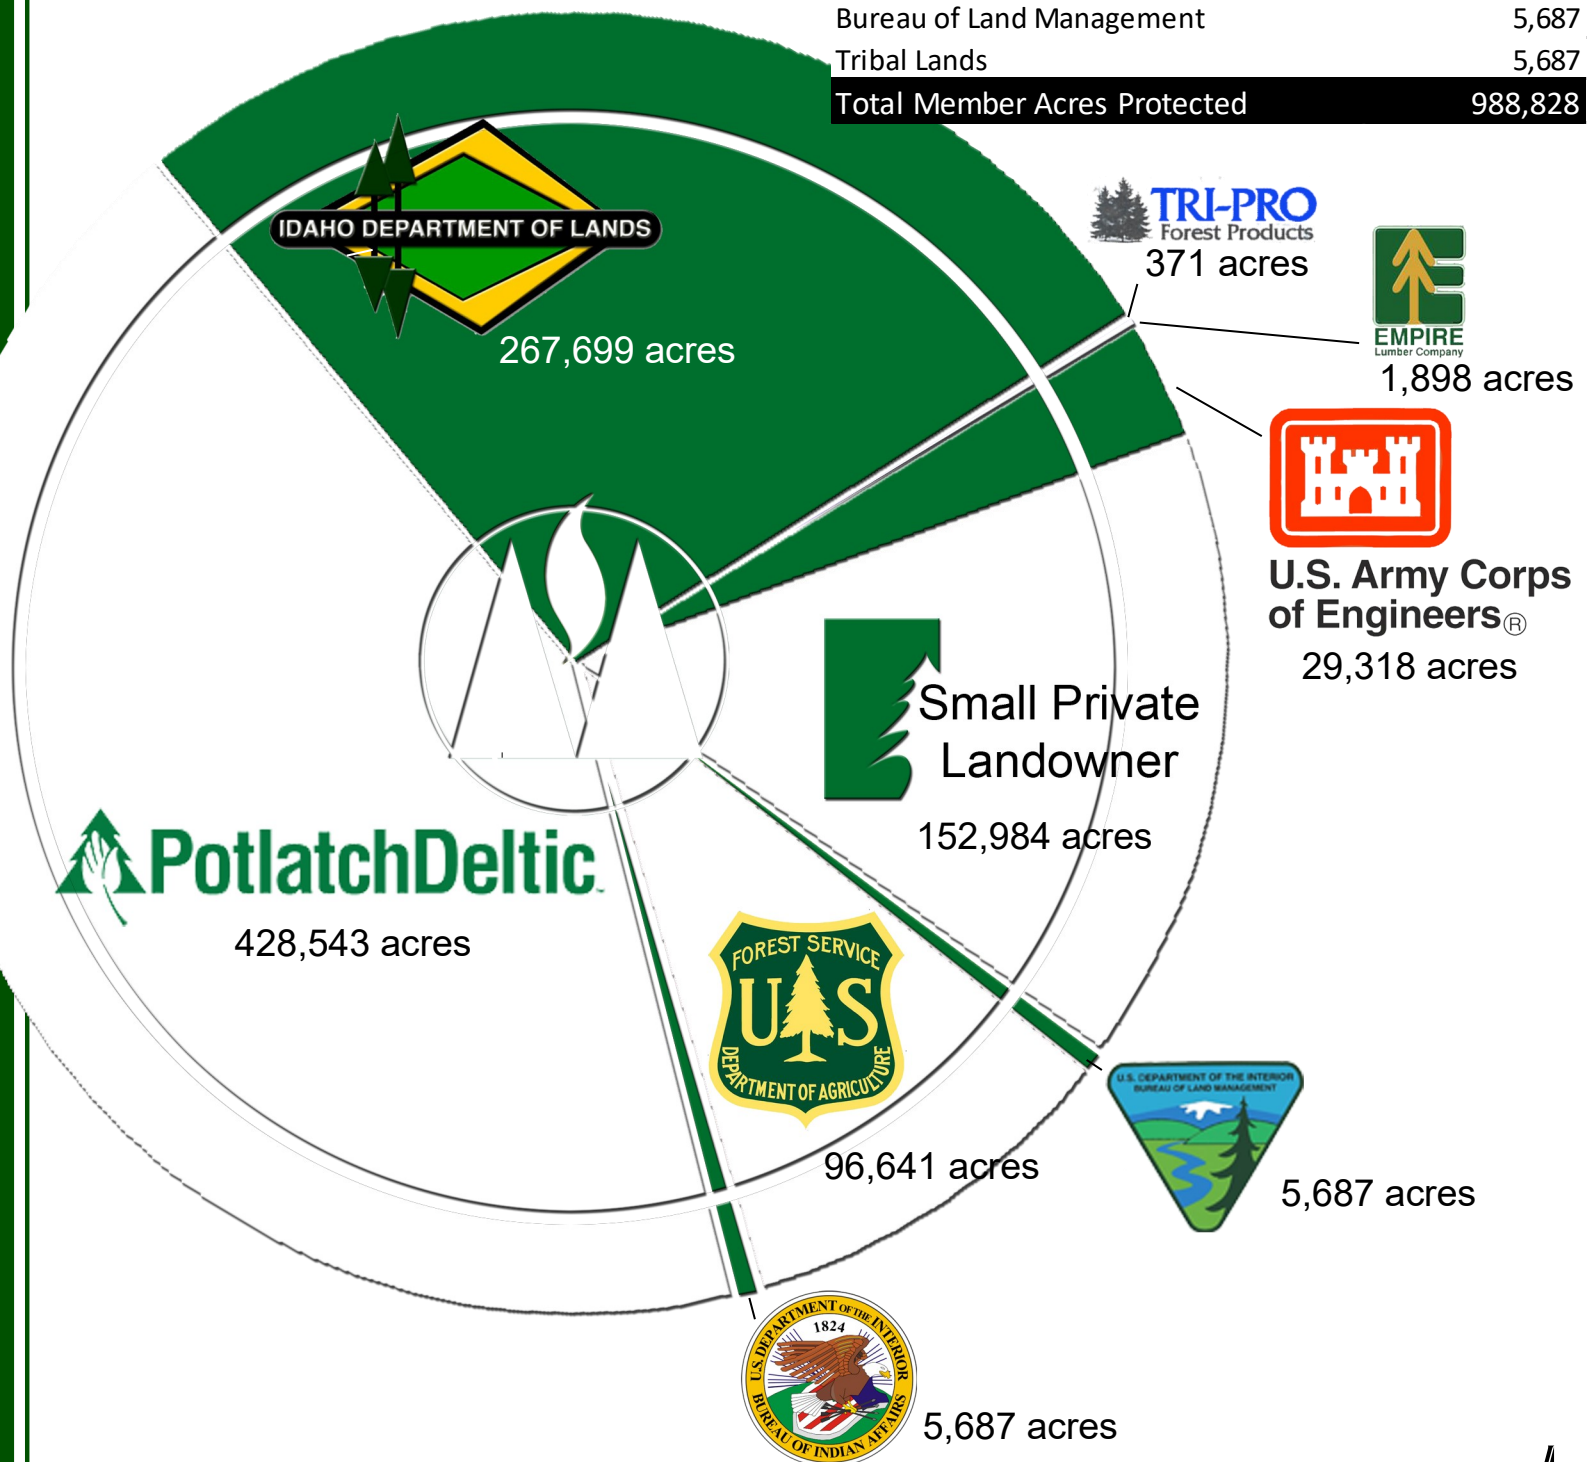 Bureau of Land Management 5,687
Tribal Lands 5,687
Total Member Acres Protected 988,828
IDAHO DEPARTMENT OF LANDS
267,699 acres
TRI-PRO
Forest Products
371 acres
E
EMPIRE
Lumber Company
1,898 acres
U.S. Army Corps
of Engineers®
29,318 acres
Small Private
Landowner
152,984 acres
PotlatchDeltic
428,543 acres
FOREST SERVICE
U S
DEPARTMENT OF AGRICULTURE
96,641 acres
U.S. DEPARTMENT OF THE INTERIOR
BUREAU OF LAND MANAGEMENT
5,687 acres
U.S. DEPARTMENT OF THE INTERIOR
1824
BUREAU OF INDIAN AFFAIRS
5,687 acres